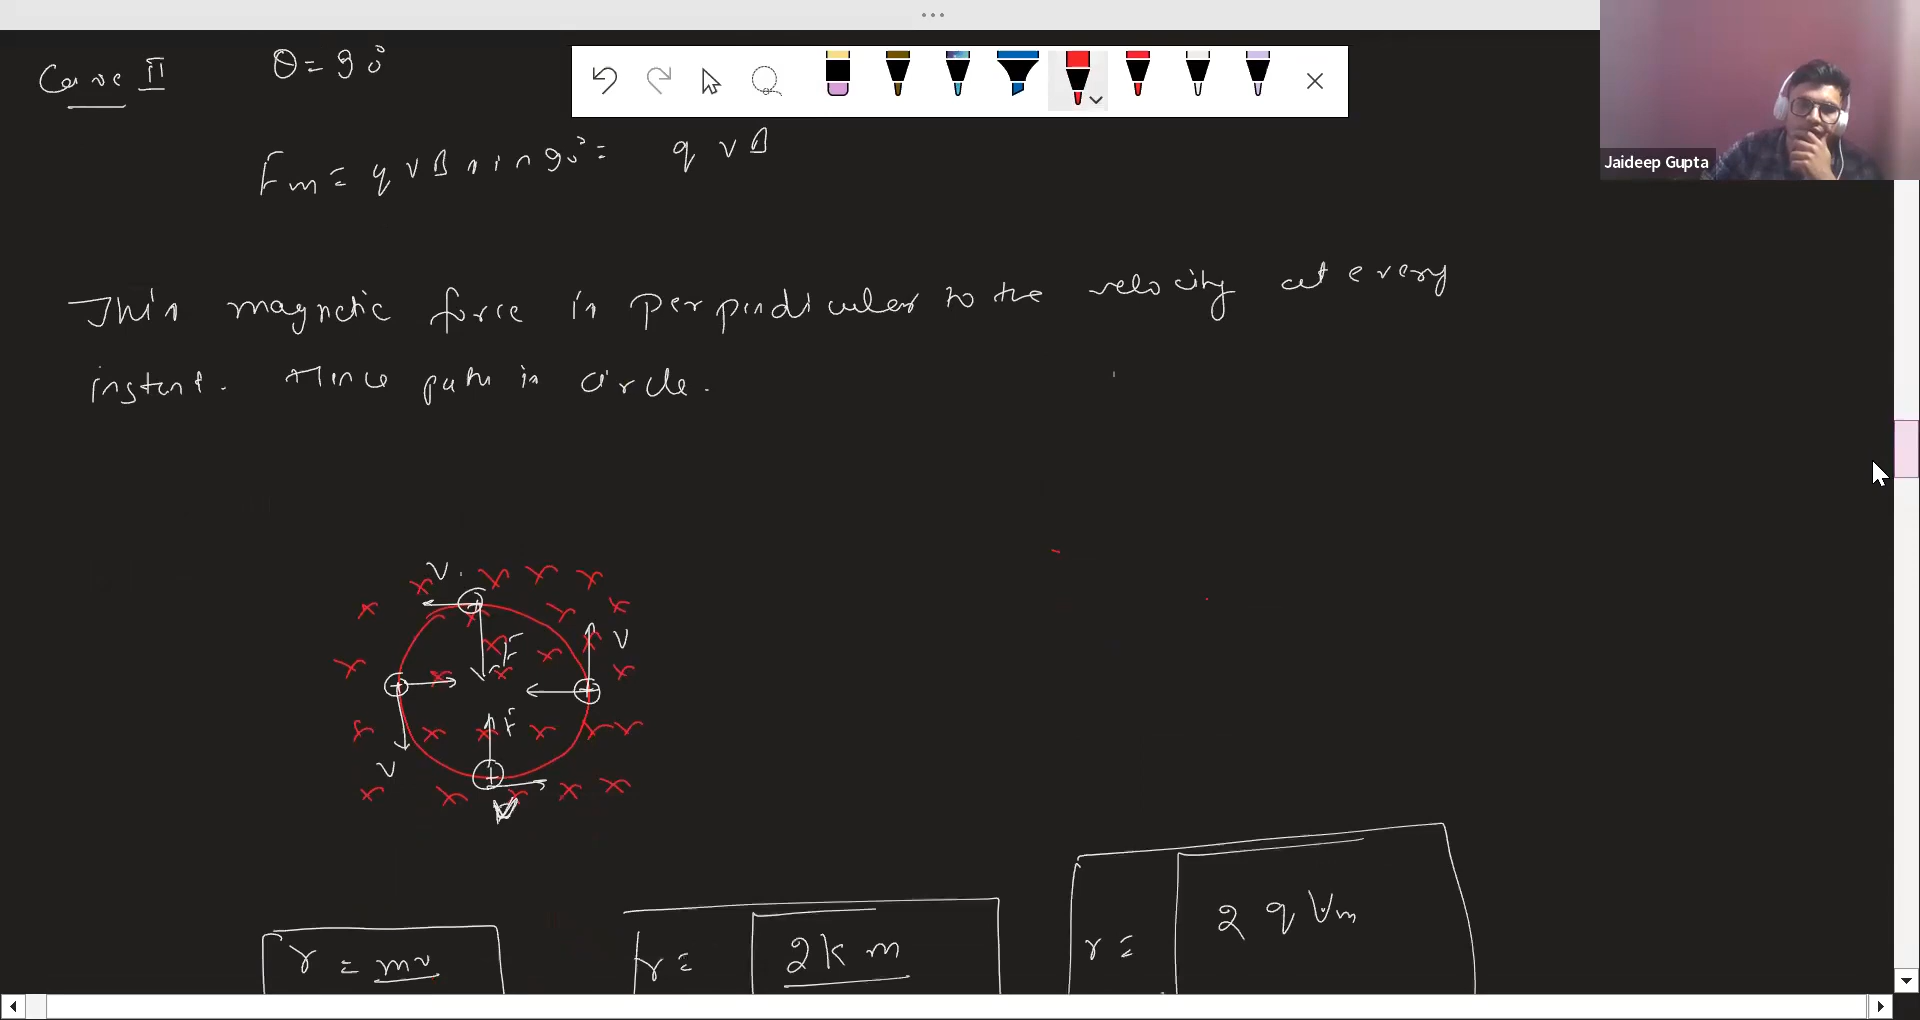 Case II θ = 90°
Jaideep Gupta
Fm = qvB sin 90° = qvB
This magnetic force is perpendicular to the velocity at every
instant. Hence path is circle.
V
F
V
F
V
V
r = mv
r = 2km
r = 2qVm